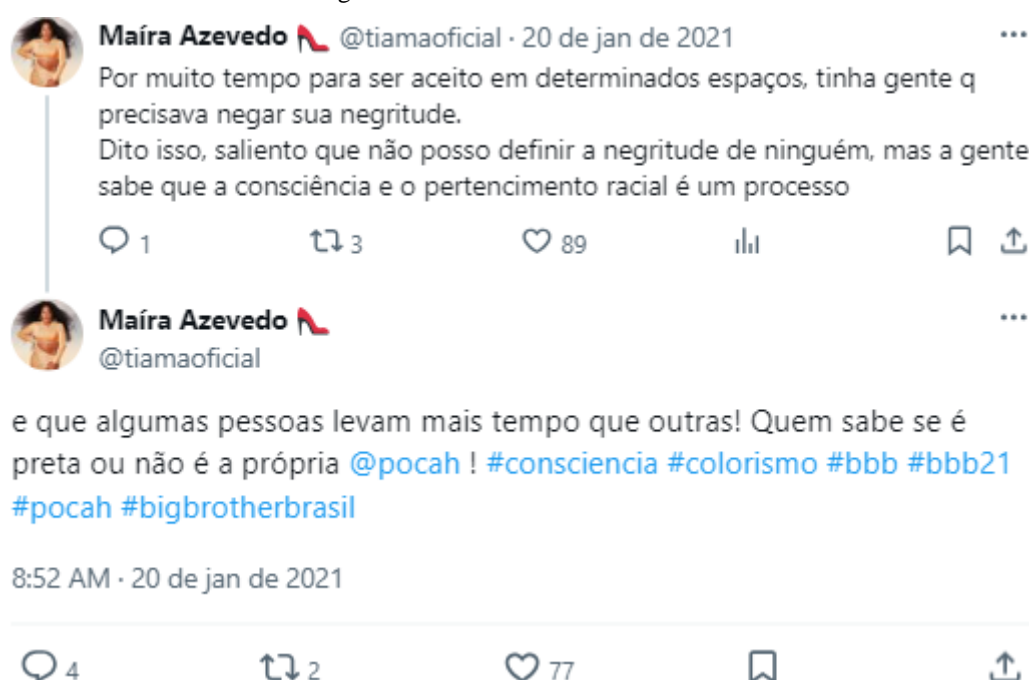 Maíra Azevedo 👠 @tiamaoficial · 20 de jan de 2021
Por muito tempo para ser aceito em determinados espaços, tinha gente q
precisava negar sua negritude.
Dito isso, saliento que não posso definir a negritude de ninguém, mas a gente
sabe que a consciência e o pertencimento racial é um processo
1 3 89
Maíra Azevedo 👠
@tiamaoficial
e que algumas pessoas levam mais tempo que outras! Quem sabe se é
preta ou não é a própria @pocah ! #consciencia #colorismo #bbb #bbb21
#pocah #bigbrotherbrasil
8:52 AM · 20 de jan de 2021
4 2 77